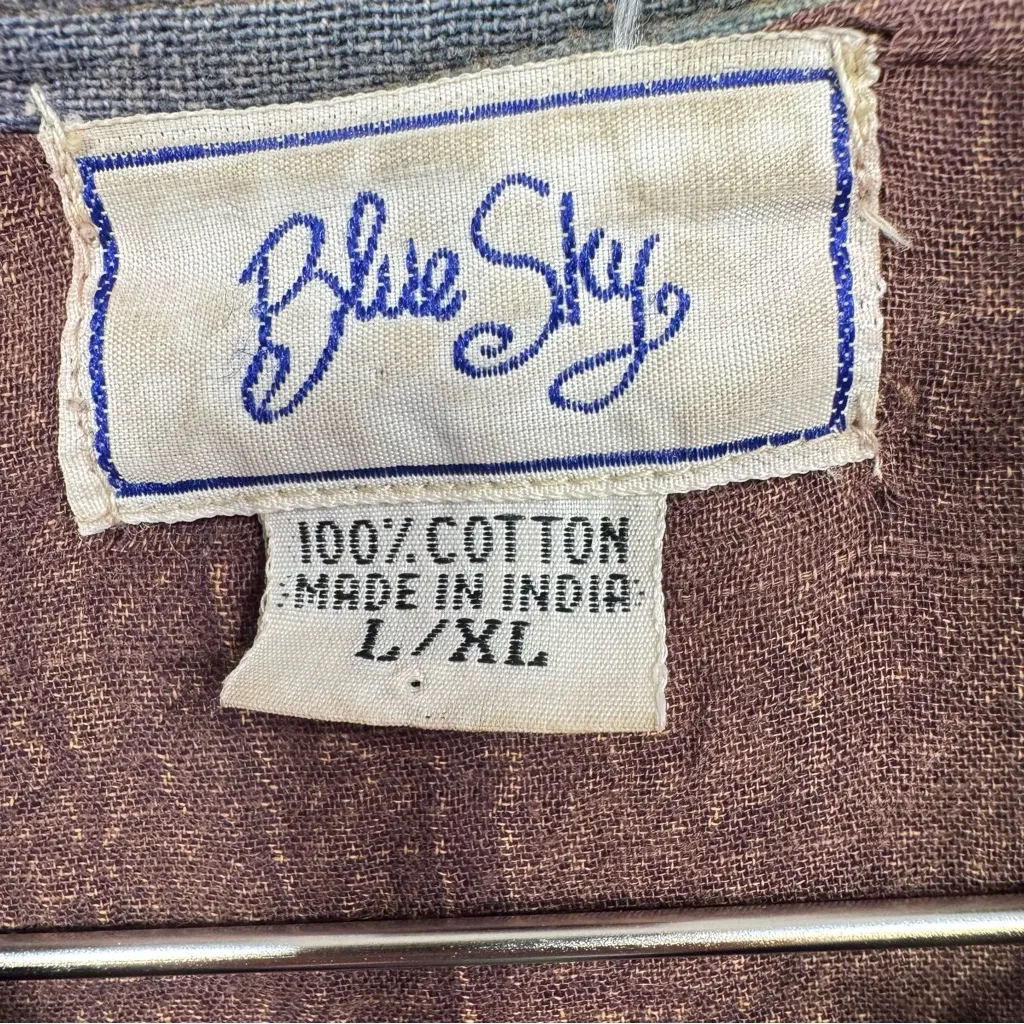 Blue Sky
100% COTTON
MADE IN INDIA
L/XL